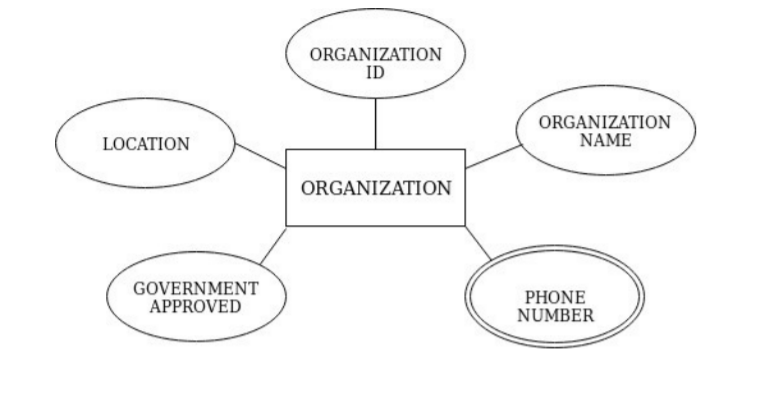 ORGANIZATION
ID
ORGANIZATION
NAME
LOCATION
ORGANIZATION
GOVERNMENT
APPROVED
PHONE
NUMBER